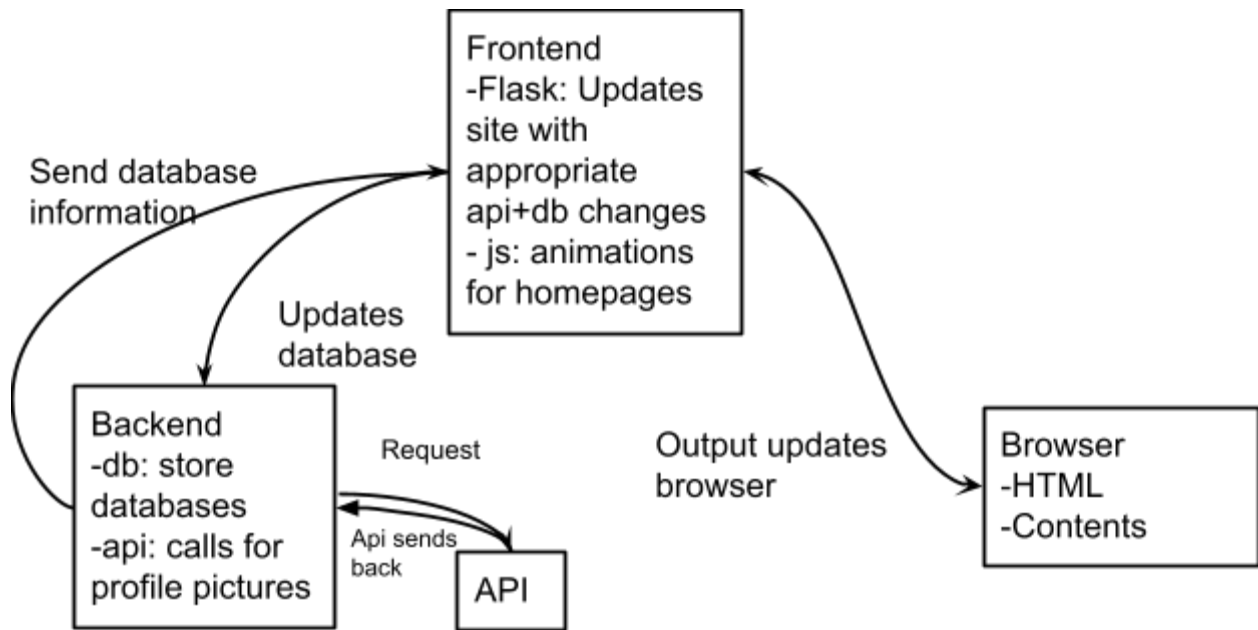 Frontend
-Flask: Updates
site with
appropriate
api+db changes
- js: animations
for homepages
Send database
information
Updates
database
Backend
-db: store
databases
-api: calls for
profile pictures
Request
Api sends
back
API
Output updates
browser
Browser
-HTML
-Contents